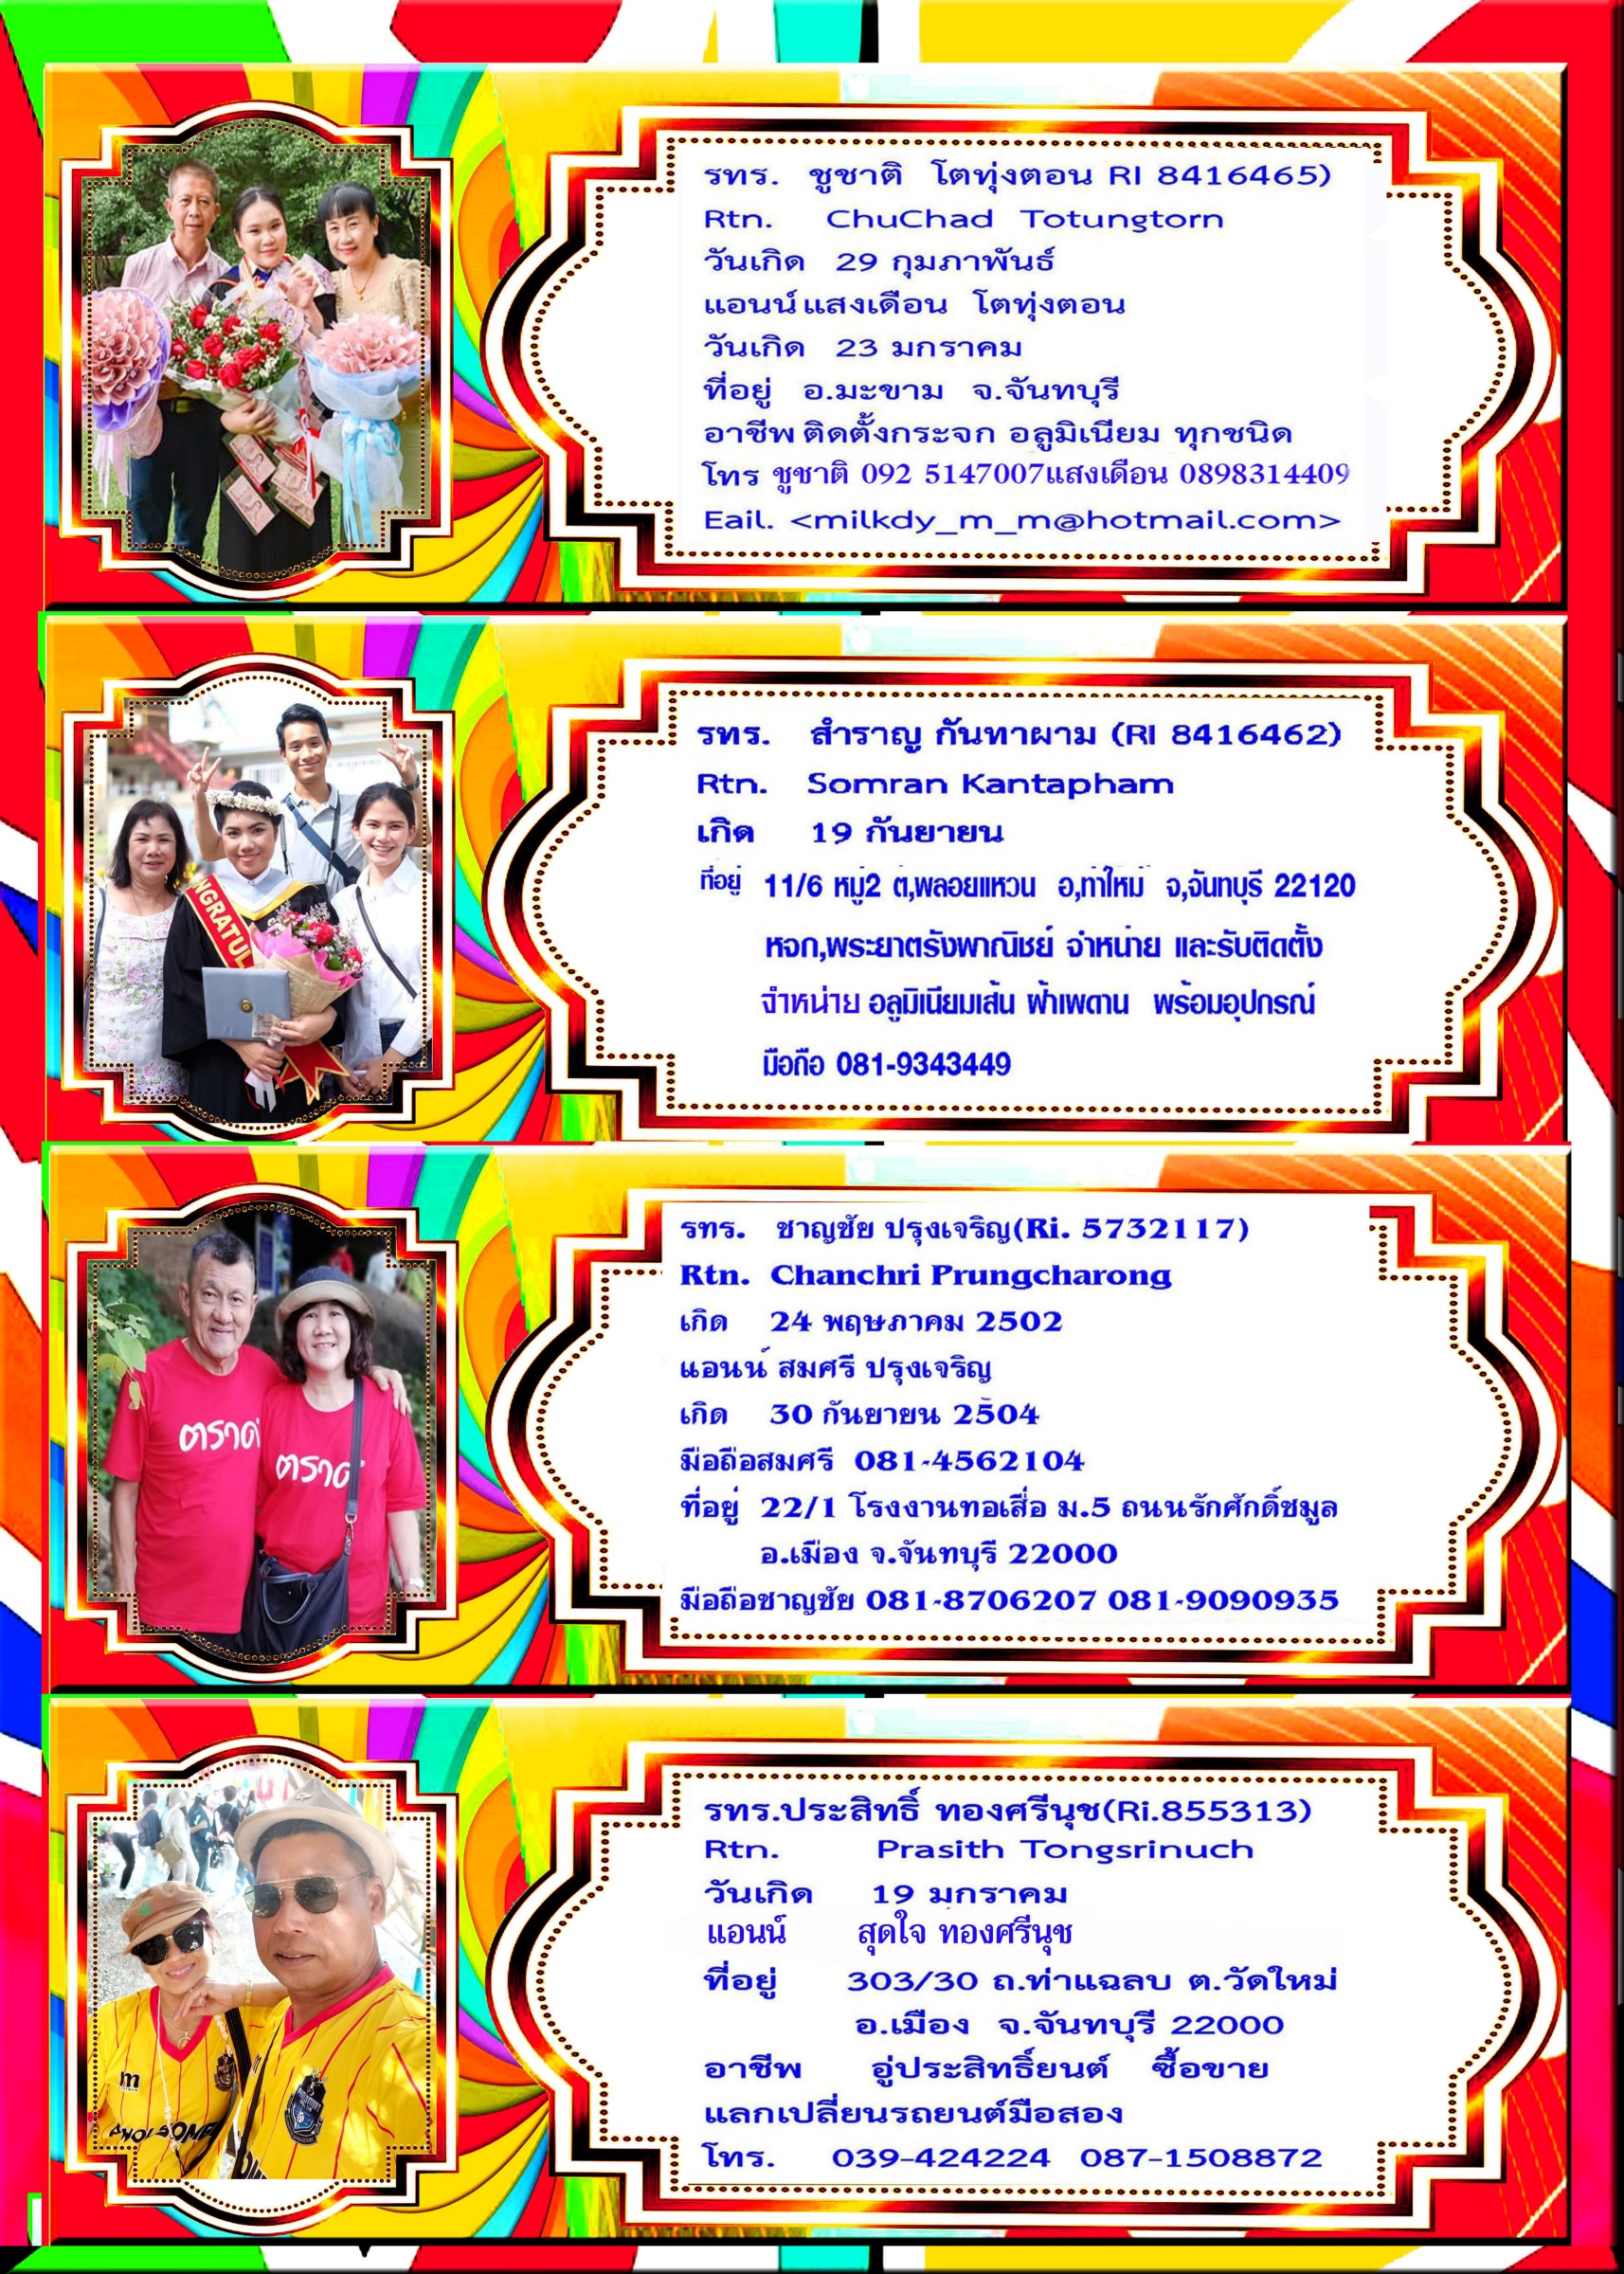 รทร. ชูชาติ โตทุ่งตอน RI 8416465)
Rtn. ChuChad Totungtorn
วันเกิด 29 กุมภาพันธ์
แอนน์ แสงเดือน โตทุ่งตอน
วันเกิด 23 มกราคม
ที่อยู่ อ.มะขาม จ.จันทบุรี
อาชีพ ติดตั้งกระจก อลูมิเนียม ทุกชนิด
โทร ชูชาติ 092 5147007แสงเดือน 0898314409
Eail. <milkdy_m_m@hotmail.com>
NGRATUL
รทร. สำราญ กันทาผาม (RI 8416462)
Rtn. Somran Kantapham
เกิด 19 กันยายน
ที่อยู่ 11/6 หมู่2 ต,พลอยแหวน อ,ท่าใหม่ จ,จันทบุรี 22120
หจก,พระยาตรังพาณิชย์ จำหน่าย และรับติดตั้ง
จำหน่าย อลูมิเนียมเส้น ฝ้าเพดาน พร้อมอุปกรณ์
มือถือ 081-9343449
ตราด
ตราด
รทร. ชาญชัย ปรุงเจริญ(Ri. 5732117)
Rtn. Chanchri Prungcharong
เกิด 24 พฤษภาคม 2502
แอนน์ สมศรี ปรุงเจริญ
เกิด 30 กันยายน 2504
มือถือสมศรี 081-4562104
ที่อยู่ 22/1 โรงงานทอเสื่อ ม.5 ถนนรักศักดิ์ชมูล
อ.เมือง จ.จันทบุรี 22000
มือถือชาญชัย 081-8706207 081-9090935
รทร.ประสิทธิ์ ทองศรีนุช(Ri.855313)
Rtn. Prasith Tongsrinuch
วันเกิด 19 มกราคม
แอนน์ สุดใจ ทองศรีนุช
ที่อยู่ 303/30 ถ.ท่าแฉลบ ต.วัดใหม่
อ.เมือง จ.จันทบุรี 22000
อาชีพ อู่ประสิทธิ์ยนต์ ซื้อขาย
แลกเปลี่ยนรถยนต์มือสอง
โทร. 039-424224 087-1508872